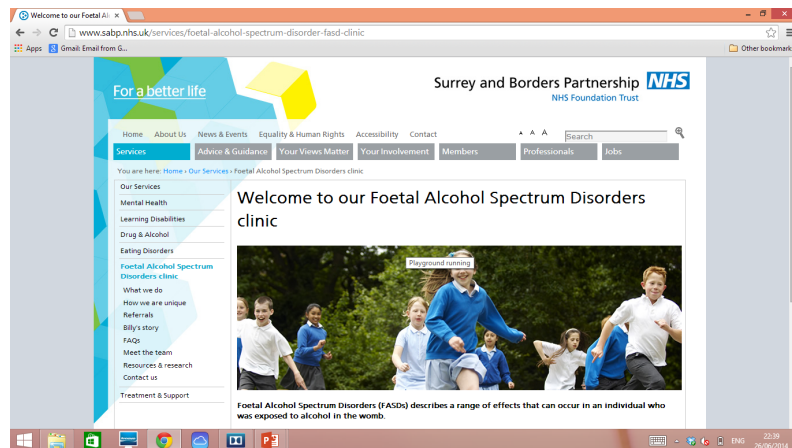 Welcome to our Foetal Al
www.sabp.nhs.uk/services/foetal-alcohol-spectrum-disorder-fasd-clinic
Apps Gmail: Email from G... Other bookmark
For a better life
Surrey and Borders Partnership NHS
NHS Foundation Trust
Home About Us News & Events Equality & Human Rights Accessibility Contact A A A Search
Services Advice & Guidance Your Views Matter Your Involvement Members Professionals Jobs
You are here: Home › Our Services › Foetal Alcohol Spectrum Disorders clinic
Our Services
Mental Health
Learning Disabilities
Drug & Alcohol
Eating Disorders
Foetal Alcohol Spectrum
Disorders clinic
What we do
How we are unique
Referrals
Billy's story
FAQs
Meet the team
Resources & research
Contact us
Treatment & Support
Welcome to our Foetal Alcohol Spectrum Disorders
clinic
Playground running
Foetal Alcohol Spectrum Disorders (FASDs) describes a range of effects that can occur in an individual who
was exposed to alcohol in the womb.
ENG 22:39
26/06/2014